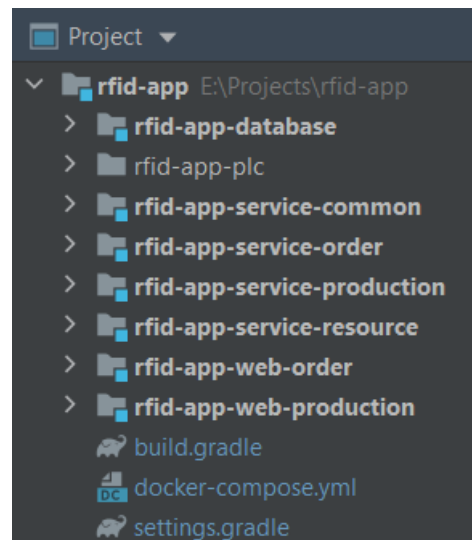 Project
rfid-app E:\Projects\rfid-app
rfid-app-database
rfid-app-plc
rfid-app-service-common
rfid-app-service-order
rfid-app-service-production
rfid-app-service-resource
rfid-app-web-order
rfid-app-web-production
build.gradle
DC docker-compose.yml
settings.gradle